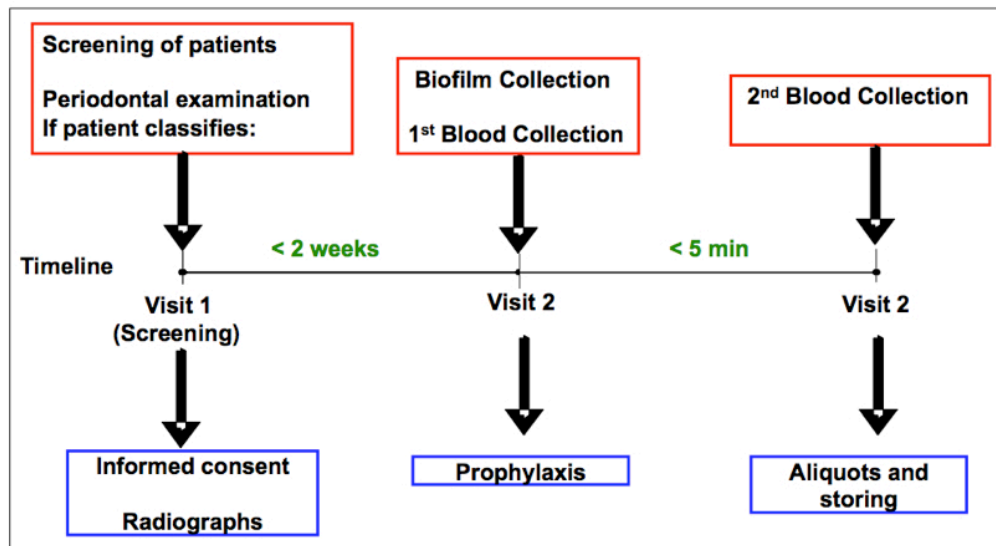 Screening of patients
Periodontal examination
If patient classifies:
Biofilm Collection
1st Blood Collection
2nd Blood Collection
Timeline
< 2 weeks
< 5 min
Visit 1
(Screening)
Visit 2
Visit 2
Informed consent
Radiographs
Prophylaxis
Aliquots and
storing